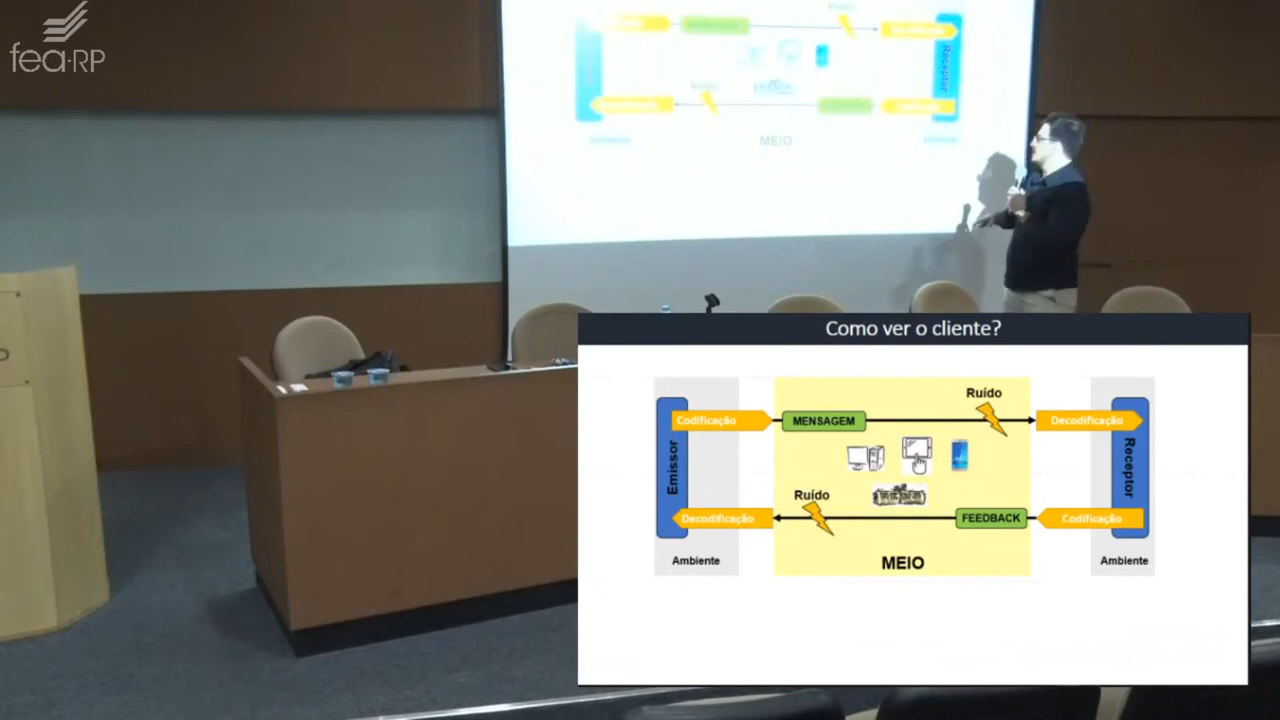 fea-RP
Ruído
Receptor
MEIO
Como ver o cliente?
Ruído
Codificação
MENSAGEM
Decodificação
Emissor
Receptor
Ruído
Decodificação
FEEDBACK
Codificação
Ambiente
MEIO
Ambiente